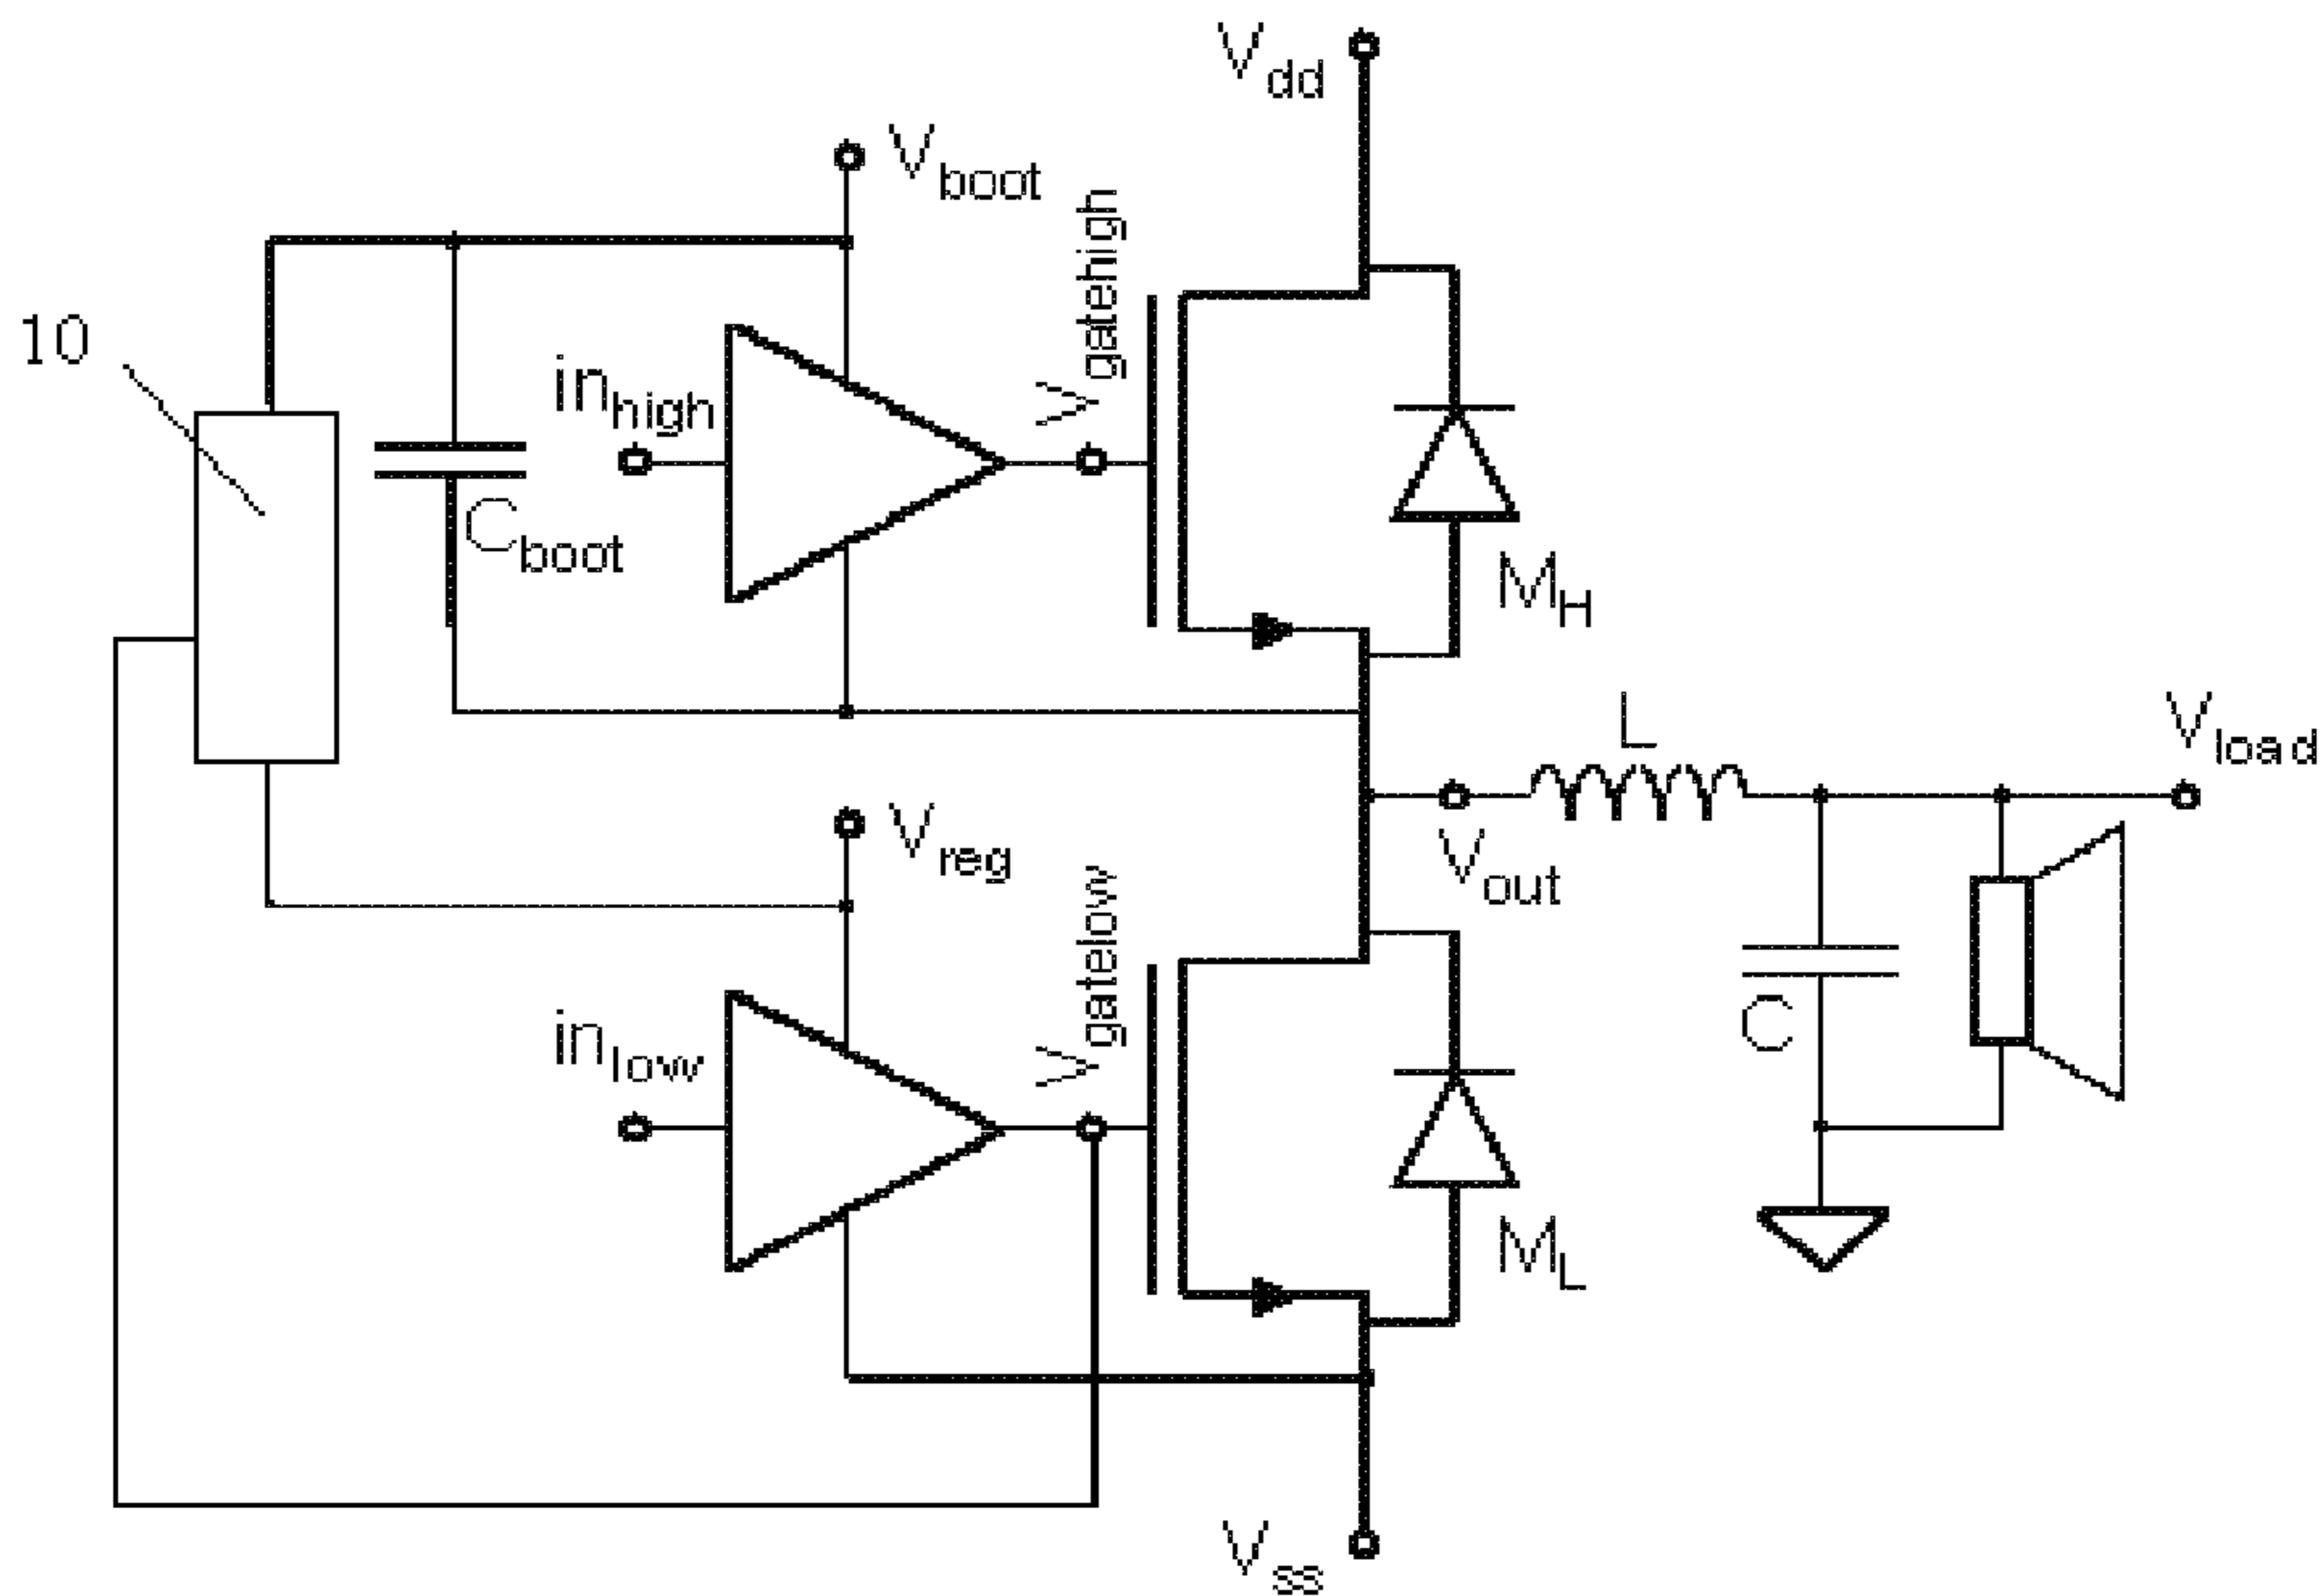 Vdd
Vboot
Vgatehigh
10
inhigh
Cboot
MH
L
Vload
Vreg
Vout
Vgatelow
inlow
C
ML
Vss